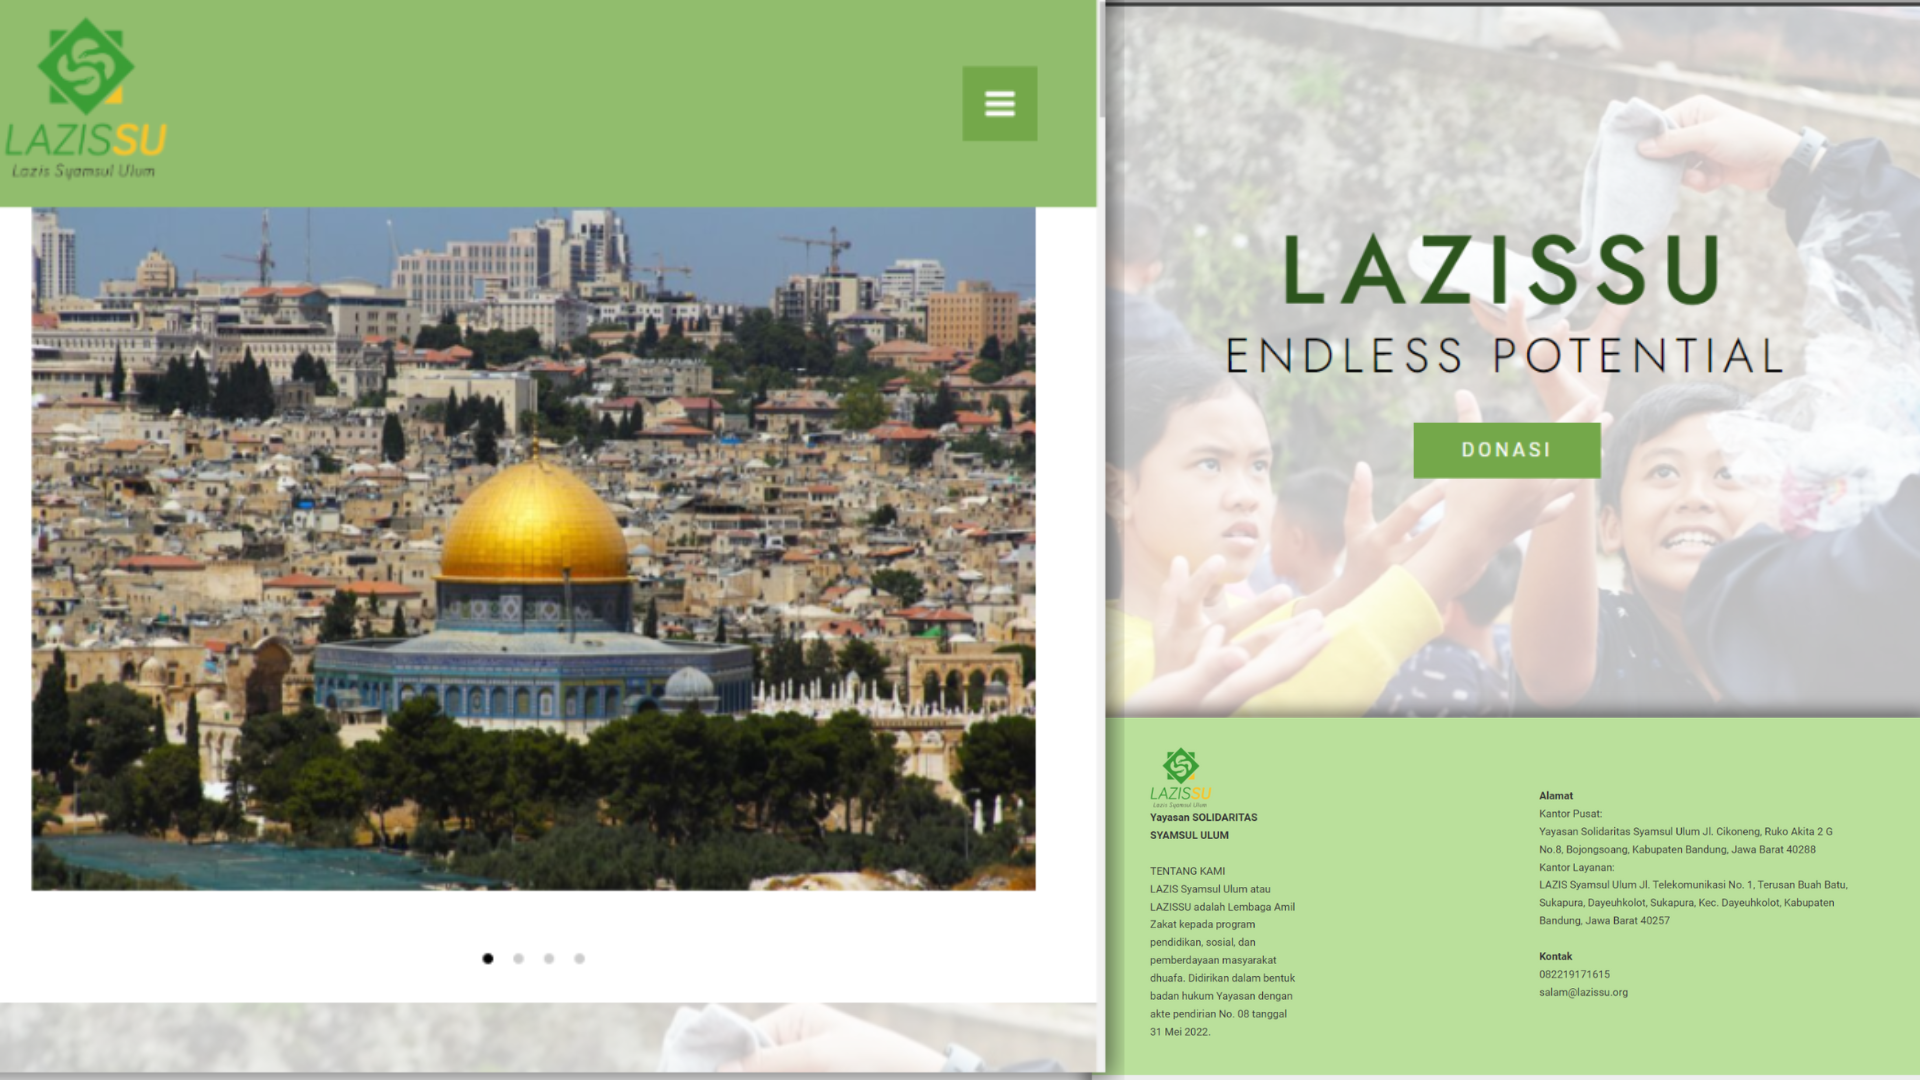 LAZISSU
Lazis Syamsul Ulum
LAZISSU
ENDLESS POTENTIAL
DONASI
LAZISSU
Lazis Syamsul Ulum
Yayasan SOLIDARITAS
SYAMSUL ULUM
TENTANG KAMI
LAZIS Syamsul Ulum atau
LAZISSU adalah Lembaga Amil
Zakat kepada program
pendidikan, sosial, dan
pemberdayaan masyarakat
dhuafa. Didirikan dalam bentuk
badan hukum Yayasan dengan
akte pendirian No. 08 tanggal
31 Mei 2022.
Alamat
Kantor Pusat:
Yayasan Solidaritas Syamsul Ulum Jl. Cikoneng, Ruko Akita 2 G
No.8, Bojongsoang, Kabupaten Bandung, Jawa Barat 40288
Kantor Layanan:
LAZIS Syamsul Ulum Jl. Telekomunikasi No. 1, Terusan Buah Batu,
Sukapura, Dayeuhkolot, Sukapura, Kec. Dayeuhkolot, Kabupaten
Bandung, Jawa Barat 40257
Kontak
082219171615
salam@lazissu.org